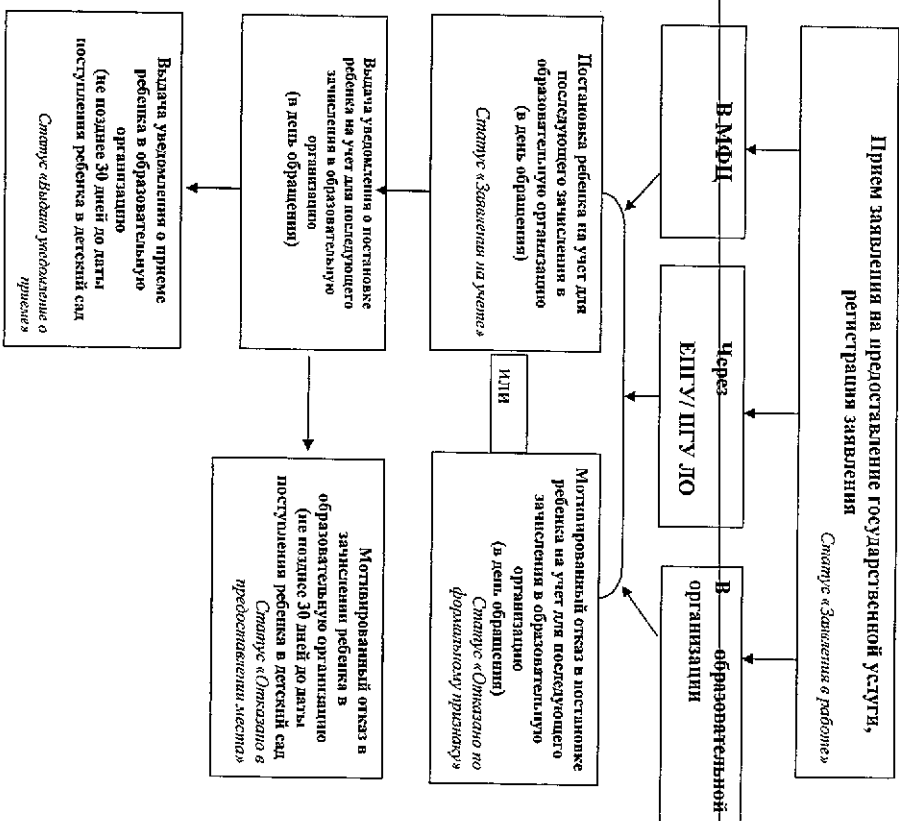 Прием заявления на предоставление государственной услуги,
регистрация заявления
Статус «Заявления в работе»
В МФЦ
Через
ЕПГУ/ ПГУ ЛО
В образовательной
организации
Постановка ребенка на учет для
последующего зачисления в
образовательную организацию
(в день обращения)
Статус «Заявления на учете»
или
Мотивированный отказ в постановке
ребенка на учет для последующего
зачисления в образовательную
организацию
(в день обращения)
Статус «Отказано по
формальному признаку»
Выдача уведомления о постановке
ребенка на учет для последующего
зачисления в образовательную
организацию
(в день обращения)
Мотивированный отказ в
зачислении ребенка в
образовательную организацию
(не позднее 30 дней до даты
поступления ребенка в детский сад
Статус «Отказано в
предоставлении места»
Выдача уведомления о приеме
ребенка в образовательную
организацию
(не позднее 30 дней до даты
поступления ребенка в детский сад
Статус «Выдано уведомление о
приеме»